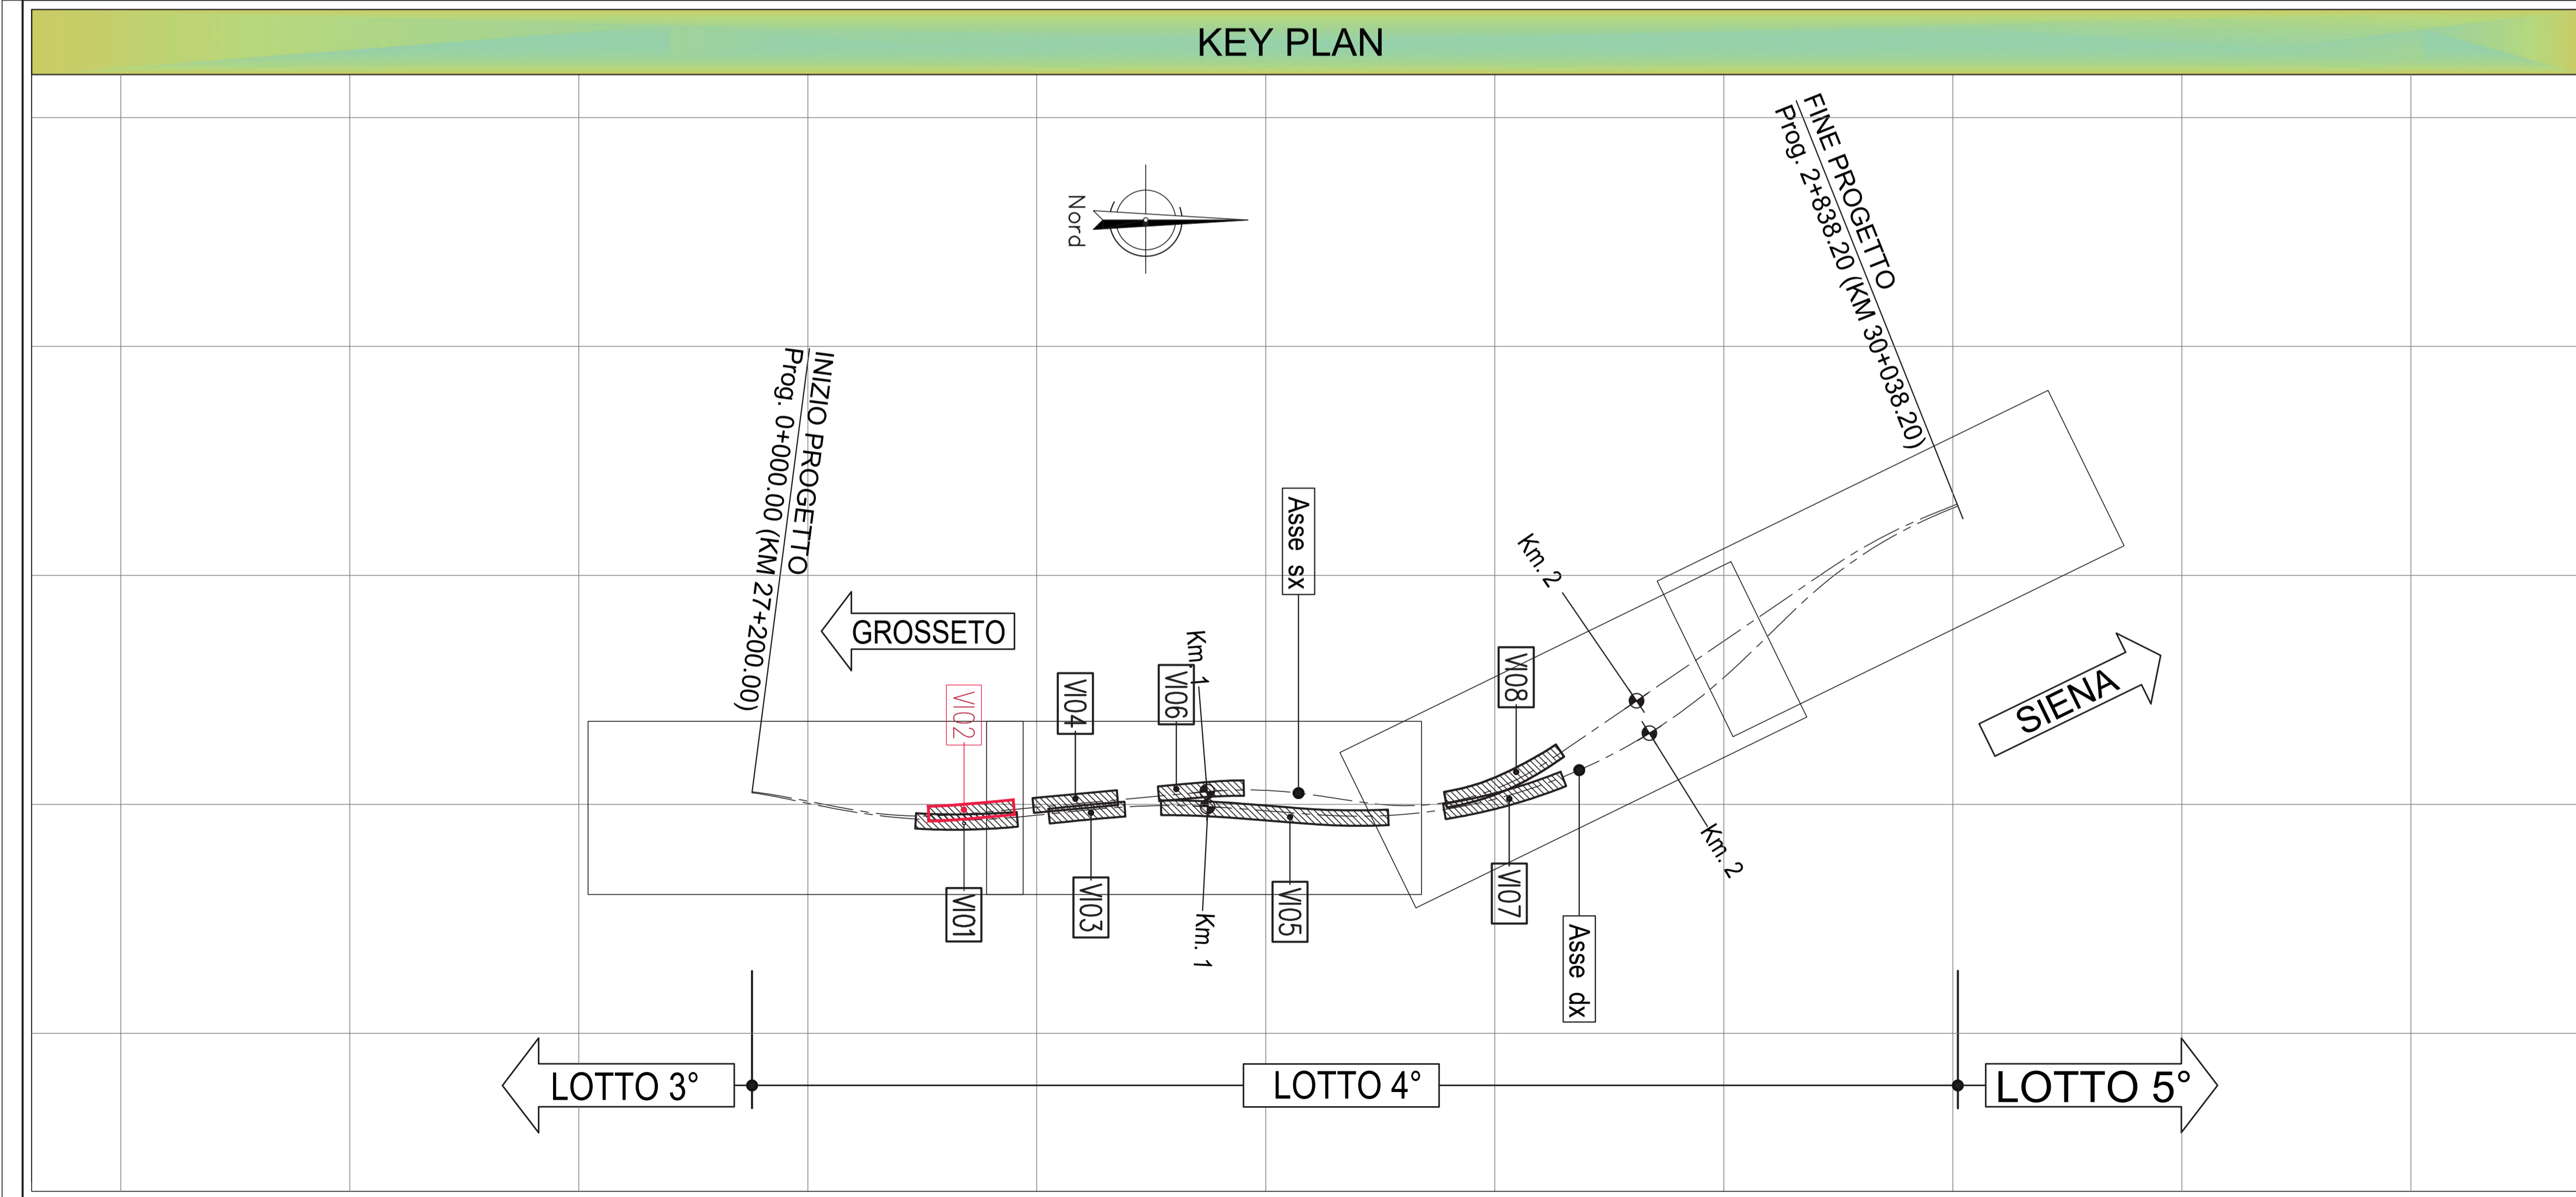 KEY PLAN
Nord
FINE PROGETTO
Prog. 2+838.20 (KM 30+038.20)
INIZIO PROGETTO
Prog. 0+000.00 (KM 27+200.00)
GROSSETO
Asse sx
Km. 2
SIENA
Km. 1
VI02
VI04
VI06
VI08
VI01
VI03
Km. 1
VI05
VI07
Km. 2
Asse dx
LOTTO 3°
LOTTO 4°
LOTTO 5°